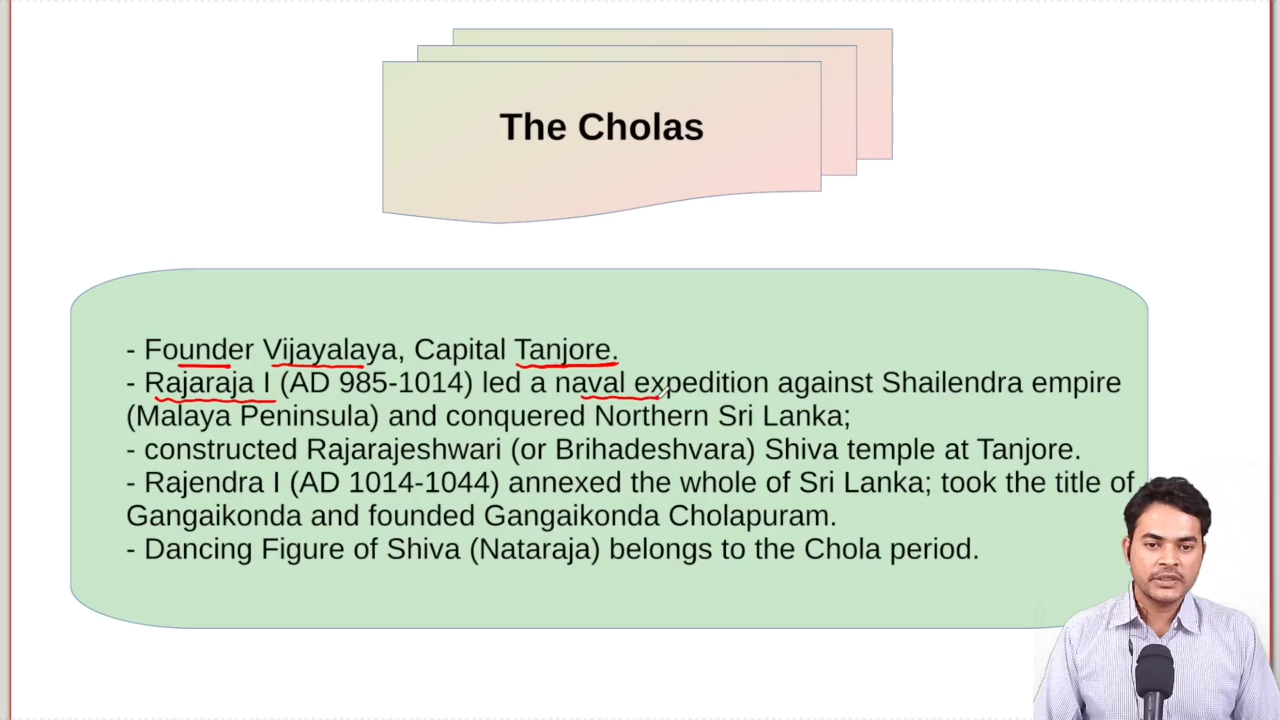 The Cholas
- Founder Vijayalaya, Capital Tanjore.
- Rajaraja I (AD 985-1014) led a naval expedition against Shailendra empire
(Malaya Peninsula) and conquered Northern Sri Lanka;
- constructed Rajarajeshwari (or Brihadeshvara) Shiva temple at Tanjore.
- Rajendra I (AD 1014-1044) annexed the whole of Sri Lanka; took the title of
Gangaikonda and founded Gangaikonda Cholapuram.
- Dancing Figure of Shiva (Nataraja) belongs to the Chola period.